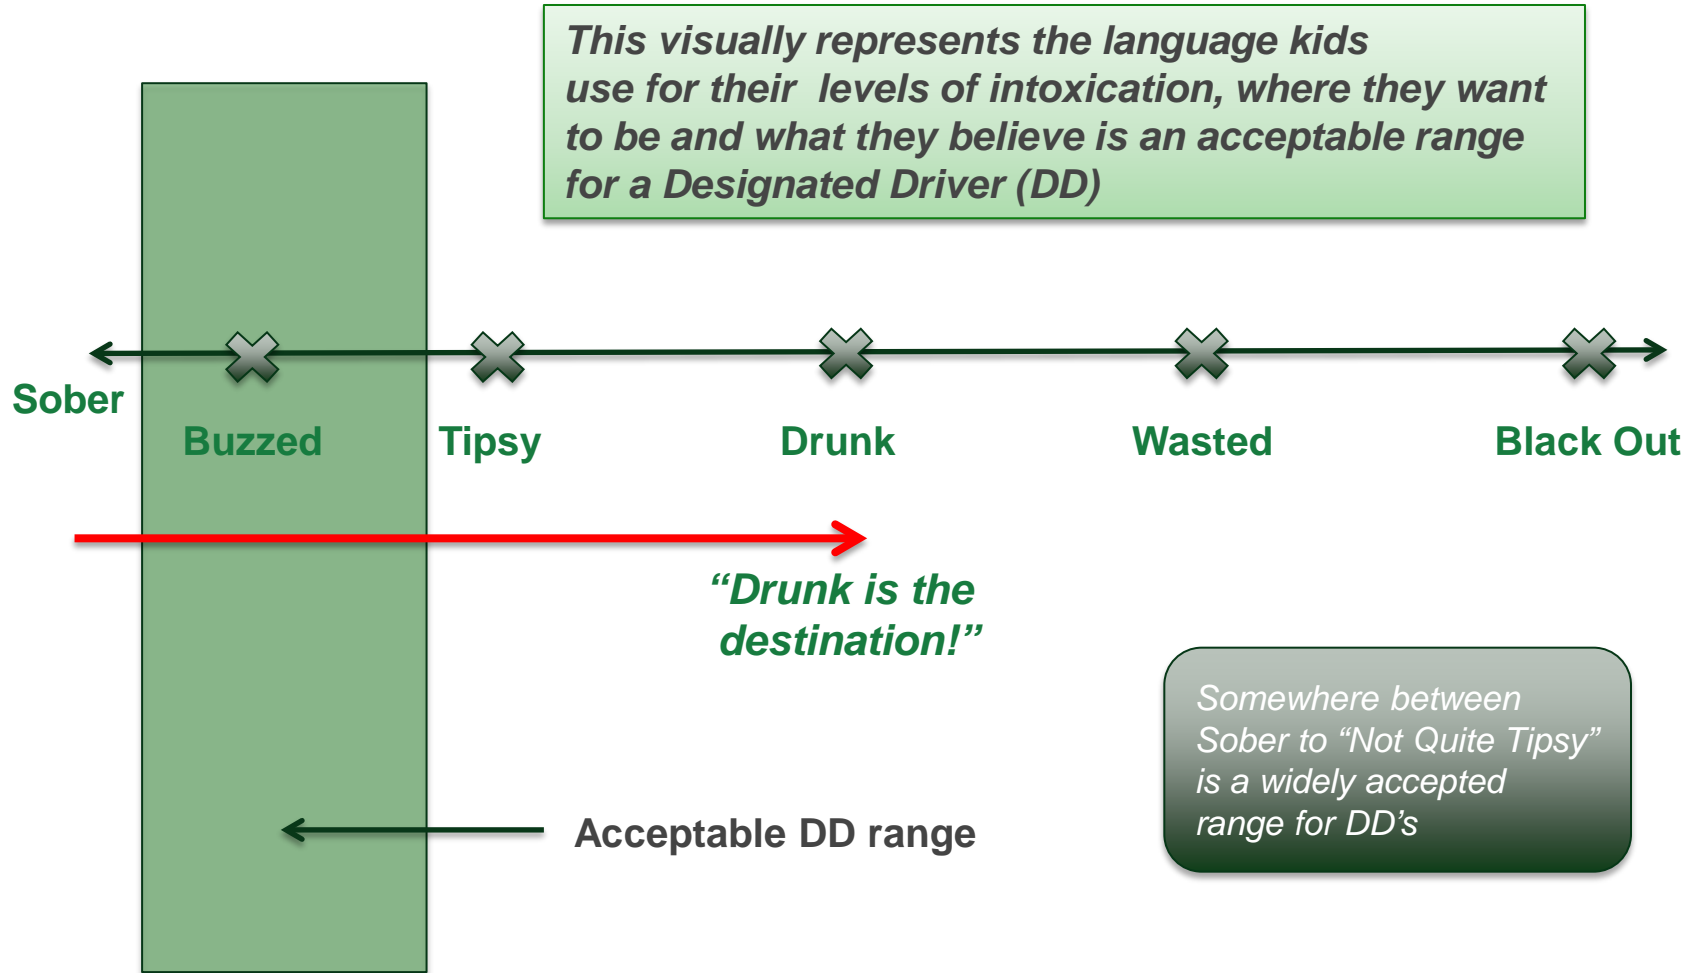 This visually represents the language kids
use for their  levels of intoxication, where they want
to be and what they believe is an acceptable range
for a Designated Driver (DD)
Sober
Buzzed
Tipsy
Drunk
Wasted
Black Out
“Drunk is the
destination!”
Somewhere between
Sober to “Not Quite Tipsy”
is a widely accepted
range for DD’s
Acceptable DD range